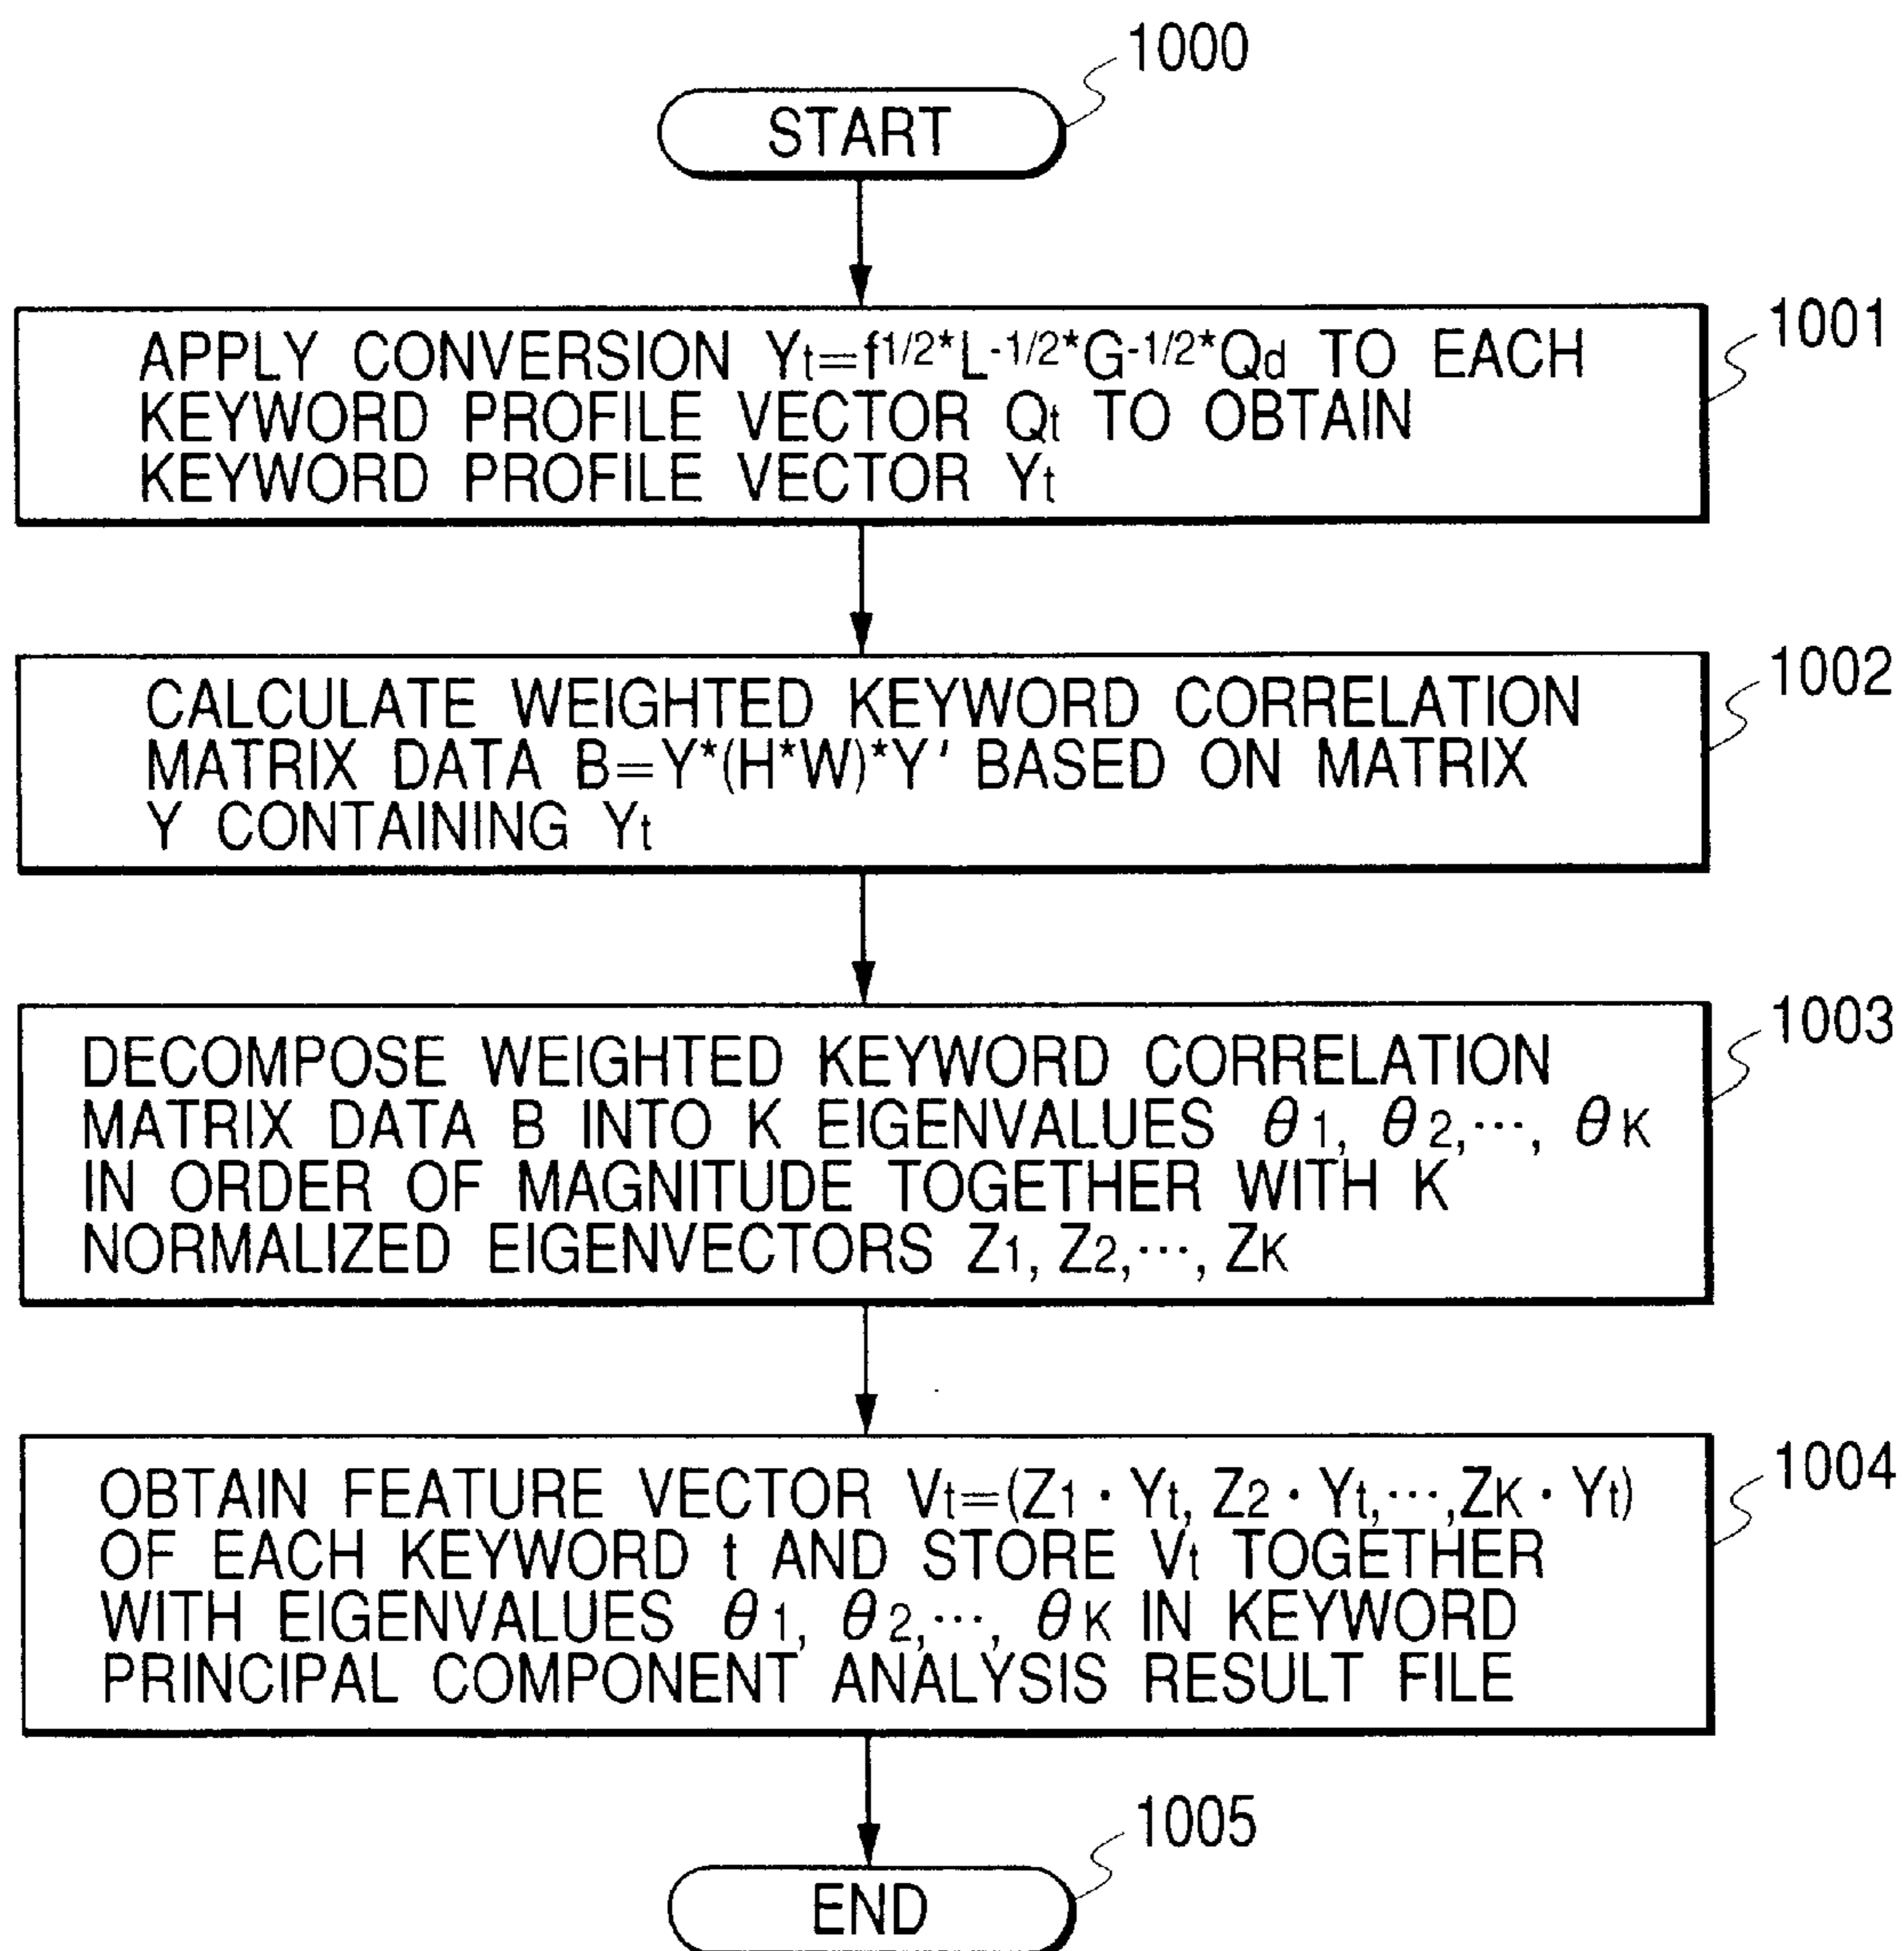 1000
START
1001
APPLY CONVERSION Yt=f1/2*L-1/2*G-1/2*Qd TO EACH
KEYWORD PROFILE VECTOR Qt TO OBTAIN
KEYWORD PROFILE VECTOR Yt
1002
CALCULATE WEIGHTED KEYWORD CORRELATION
MATRIX DATA B=Y*(H*W)*Y' BASED ON MATRIX
Y CONTAINING Yt
1003
DECOMPOSE WEIGHTED KEYWORD CORRELATION
MATRIX DATA B INTO K EIGENVALUES θ1, θ2,···, θK
IN ORDER OF MAGNITUDE TOGETHER WITH K
NORMALIZED EIGENVECTORS Z1, Z2,···, ZK
1004
OBTAIN FEATURE VECTOR Vt=(Z1・Yt, Z2・Yt,···,ZK・Yt)
OF EACH KEYWORD t AND STORE Vt TOGETHER
WITH EIGENVALUES θ1, θ2,···, θK IN KEYWORD
PRINCIPAL COMPONENT ANALYSIS RESULT FILE
1005
END